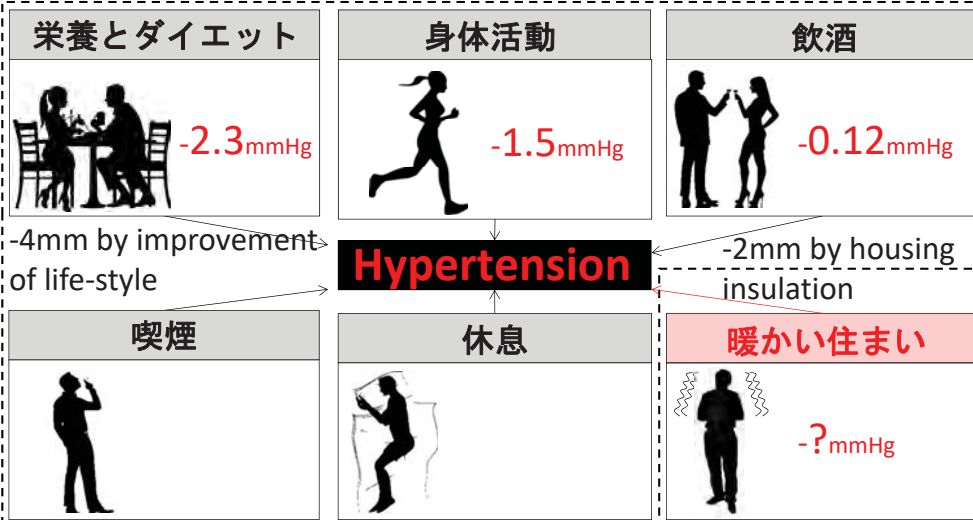 栄養とダイエット
身体活動
飲酒
-2.3mmHg
-1.5mmHg
-0.12mmHg
-4mm by improvement
of life-style
Hypertension
-2mm by housing
insulation
喫煙
休息
暖かい住まい
-?mmHg